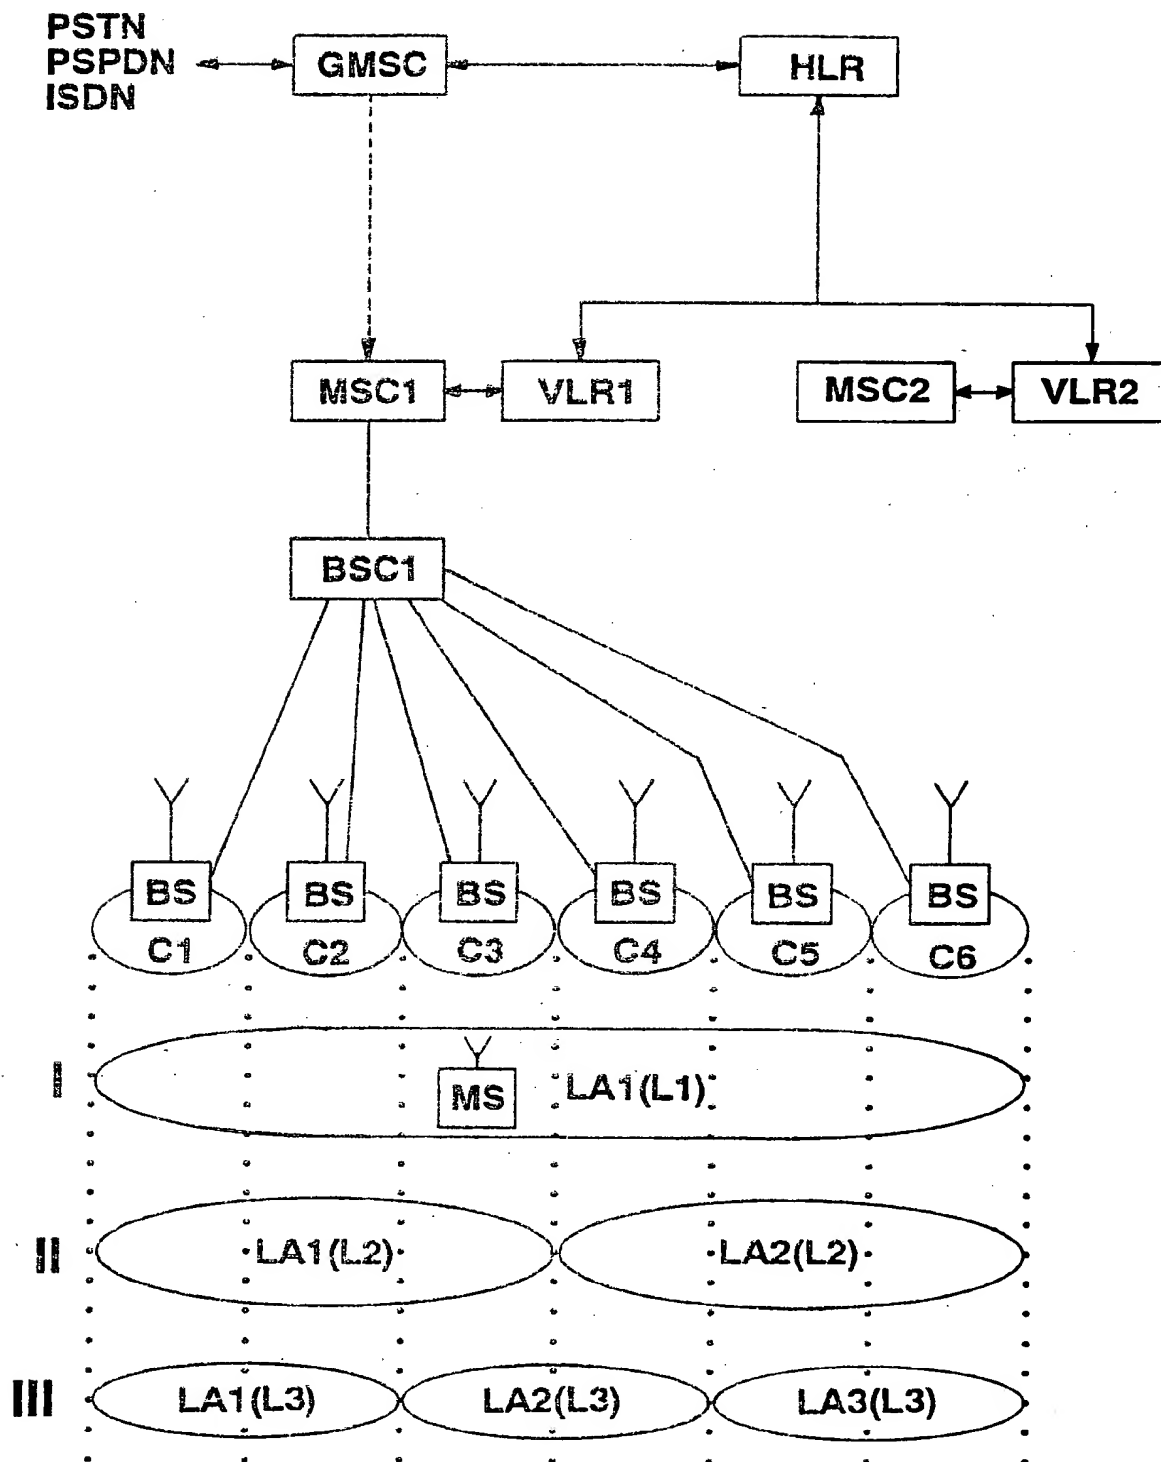 PSTN
PSPDN
ISDN
GMSC
HLR
MSC1
VLR1
MSC2
VLR2
BSC1
BS
BS
BS
BS
BS
BS
C1
C2
C3
C4
C5
C6
I
MS
LA1(L1)
II
LA1(L2)
LA2(L2)
III
LA1(L3)
LA2(L3)
LA3(L3)